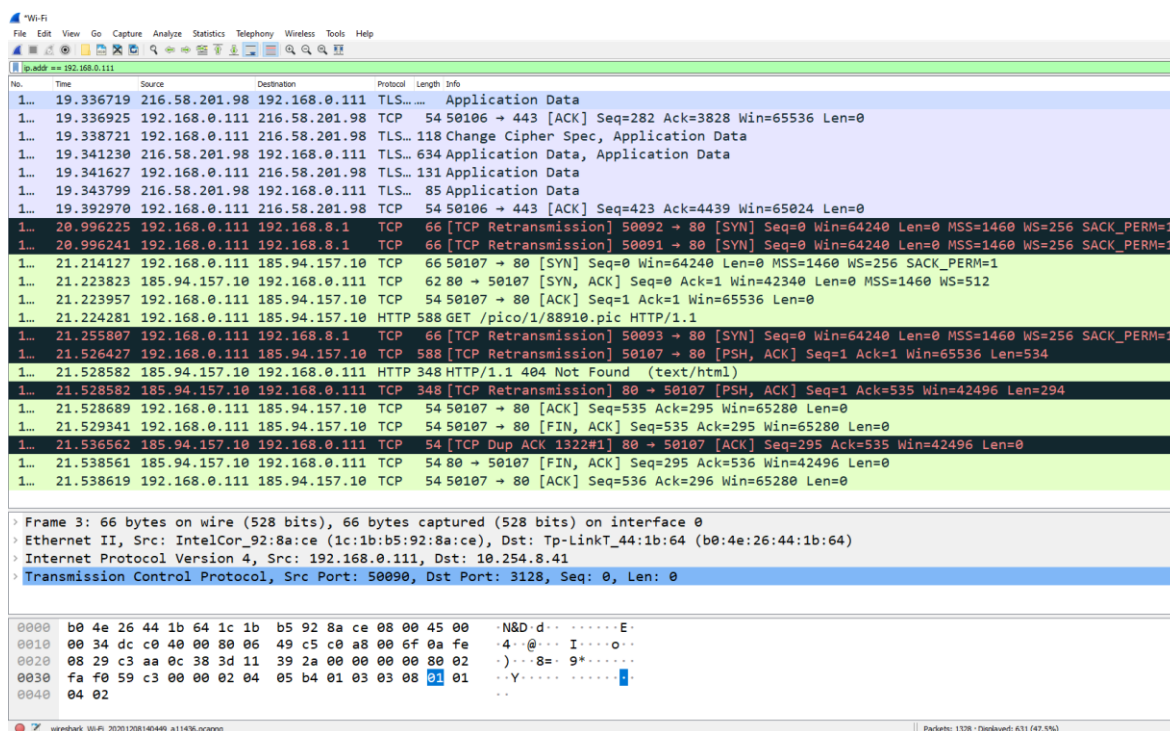 *Wi-Fi
File Edit View Go Capture Analyze Statistics Telephony Wireless Tools Help
ip.addr == 192.168.0.111
No. Time Source Destination Protocol Length Info
1… 19.336719 216.58.201.98 192.168.0.111 TLS… … Application Data
1… 19.336925 192.168.0.111 216.58.201.98 TCP 54 50106 → 443 [ACK] Seq=282 Ack=3828 Win=65536 Len=0
1… 19.338721 192.168.0.111 216.58.201.98 TLS… 118 Change Cipher Spec, Application Data
1… 19.341230 216.58.201.98 192.168.0.111 TLS… 634 Application Data, Application Data
1… 19.341627 192.168.0.111 216.58.201.98 TLS… 131 Application Data
1… 19.343799 216.58.201.98 192.168.0.111 TLS… 85 Application Data
1… 19.392970 192.168.0.111 216.58.201.98 TCP 54 50106 → 443 [ACK] Seq=423 Ack=4439 Win=65024 Len=0
1… 20.996225 192.168.0.111 192.168.8.1 TCP 66 [TCP Retransmission] 50092 → 80 [SYN] Seq=0 Win=64240 Len=0 MSS=1460 WS=256 SACK_PERM=1
1… 20.996241 192.168.0.111 192.168.8.1 TCP 66 [TCP Retransmission] 50091 → 80 [SYN] Seq=0 Win=64240 Len=0 MSS=1460 WS=256 SACK_PERM=1
1… 21.214127 192.168.0.111 185.94.157.10 TCP 66 50107 → 80 [SYN] Seq=0 Win=64240 Len=0 MSS=1460 WS=256 SACK_PERM=1
1… 21.223823 185.94.157.10 192.168.0.111 TCP 62 80 → 50107 [SYN, ACK] Seq=0 Ack=1 Win=42340 Len=0 MSS=1460 WS=512
1… 21.223957 192.168.0.111 185.94.157.10 TCP 54 50107 → 80 [ACK] Seq=1 Ack=1 Win=65536 Len=0
1… 21.224281 192.168.0.111 185.94.157.10 HTTP 588 GET /pico/1/88910.pic HTTP/1.1
1… 21.255807 192.168.0.111 192.168.8.1 TCP 66 [TCP Retransmission] 50093 → 80 [SYN] Seq=0 Win=64240 Len=0 MSS=1460 WS=256 SACK_PERM=1
1… 21.526427 192.168.0.111 185.94.157.10 TCP 588 [TCP Retransmission] 50107 → 80 [PSH, ACK] Seq=1 Ack=1 Win=65536 Len=534
1… 21.528582 185.94.157.10 192.168.0.111 HTTP 348 HTTP/1.1 404 Not Found (text/html)
1… 21.528582 185.94.157.10 192.168.0.111 TCP 348 [TCP Retransmission] 80 → 50107 [PSH, ACK] Seq=1 Ack=535 Win=42496 Len=294
1… 21.528689 192.168.0.111 185.94.157.10 TCP 54 50107 → 80 [ACK] Seq=535 Ack=295 Win=65280 Len=0
1… 21.529341 192.168.0.111 185.94.157.10 TCP 54 50107 → 80 [FIN, ACK] Seq=535 Ack=295 Win=65280 Len=0
1… 21.536562 185.94.157.10 192.168.0.111 TCP 54 [TCP Dup ACK 1322#1] 80 → 50107 [ACK] Seq=295 Ack=535 Win=42496 Len=0
1… 21.538561 185.94.157.10 192.168.0.111 TCP 54 80 → 50107 [FIN, ACK] Seq=295 Ack=536 Win=42496 Len=0
1… 21.538619 192.168.0.111 185.94.157.10 TCP 54 50107 → 80 [ACK] Seq=536 Ack=296 Win=65280 Len=0
Frame 3: 66 bytes on wire (528 bits), 66 bytes captured (528 bits) on interface 0
Ethernet II, Src: IntelCor_92:8a:ce (1c:1b:b5:92:8a:ce), Dst: Tp-LinkT_44:1b:64 (b0:4e:26:44:1b:64)
Internet Protocol Version 4, Src: 192.168.0.111, Dst: 10.254.8.41
Transmission Control Protocol, Src Port: 50090, Dst Port: 3128, Seq: 0, Len: 0
0000 b0 4e 26 44 1b 64 1c 1b b5 92 8a ce 08 00 45 00 ·N&D·d·· ······E·
0010 00 34 dc c0 40 00 80 06 49 c5 c0 a8 00 6f 0a fe ·4··@··· I····o··
0020 08 29 c3 aa 0c 38 3d 11 39 2a 00 00 00 00 80 02 ·)···8=· 9*······
0030 fa f0 59 c3 00 00 02 04 05 b4 01 03 03 08 01 01 ··Y····· ········
0040 04 02 ··
wireshark_Wi-Fi_20201208140449_a11436.pcapng Packets: 1328 · Displayed: 631 (47.5%)